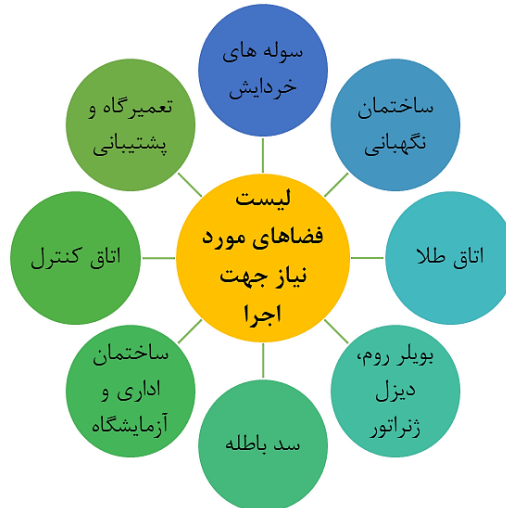 لیست
فضاهای مورد
نیاز جهت
اجرا
سوله های
خردایش
ساختمان
نگهبانی
اتاق طلا
بویلر روم،
دیزل
ژنراتور
سد باطله
ساختمان
اداری و
آزمایشگاه
اتاق کنترل
تعمیرگاه و
پشتیبانی